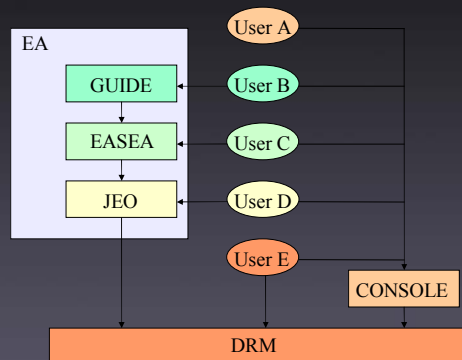 User A
EA
GUIDE
User B
EASEA
User C
JEO
User D
User E
CONSOLE
DRM